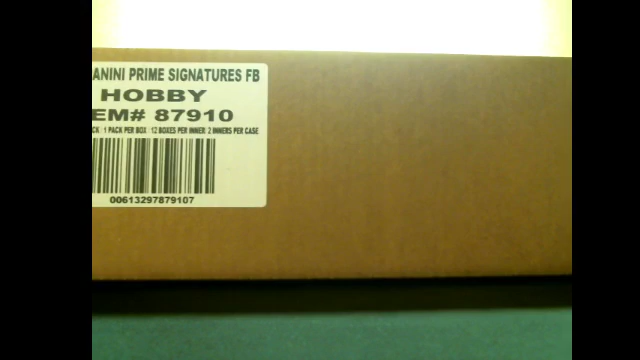 ANINI PRIME SIGNATURES FB
HOBBY
EM# 87910
CK 1 PACK PER BOX 12 BOXES PER INNER 2 INNERS PER CASE
00613297879107